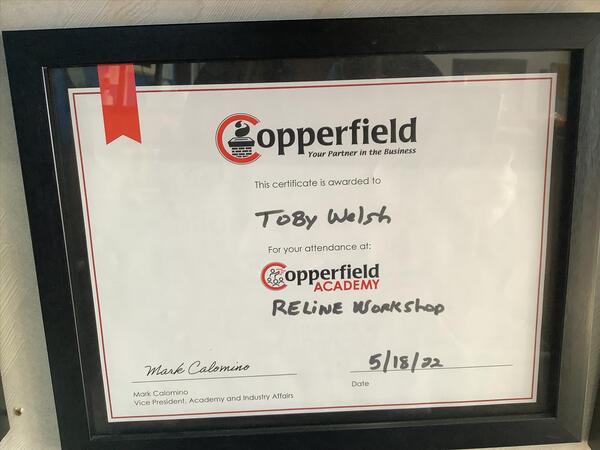 Copperfield
Your Partner in the Business
This certificate is awarded to
Toby Welsh
For your attendance at:
Copperfield
ACADEMY
RELINE Workshop
Mark Calomino
5/18/22
Mark Calomino
Date
Vice President, Academy and Industry Affairs